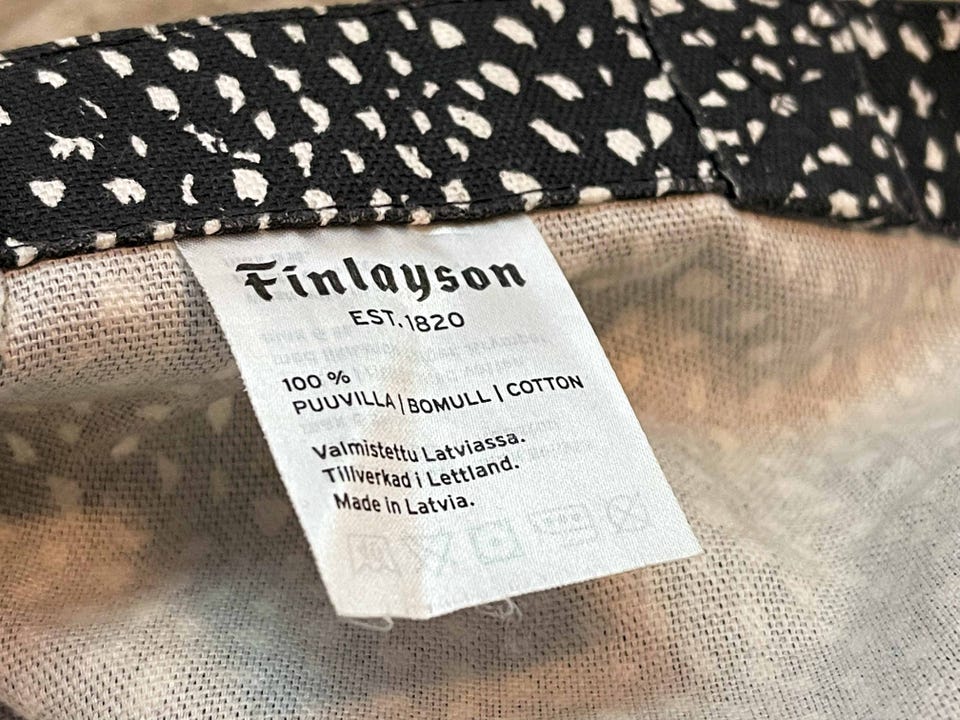 Finlayson
EST. 1820
100 %
PUUVILLA | BOMULL | COTTON
Valmistettu Latviassa.
Tillverkad i Lettland.
Made in Latvia.